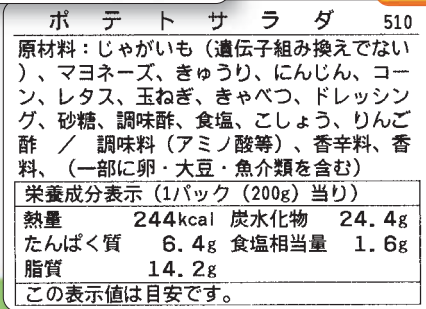 ポテトサラダ 510
原材料：じゃがいも（遺伝子組み換えでない
）、マヨネーズ、きゅうり、にんじん、コー
ン、レタス、玉ねぎ、きゃべつ、ドレッシン
グ、砂糖、調味酢、食塩、こしょう、りんご
酢 ／ 調味料（アミノ酸等）、香辛料、香
料、（一部に卵・大豆・魚介類を含む）
栄養成分表示（1パック（200g）当り）
熱量 244kcal 炭水化物 24.4g
たんぱく質 6.4g 食塩相当量 1.6g
脂質 14.2g
この表示値は目安です。